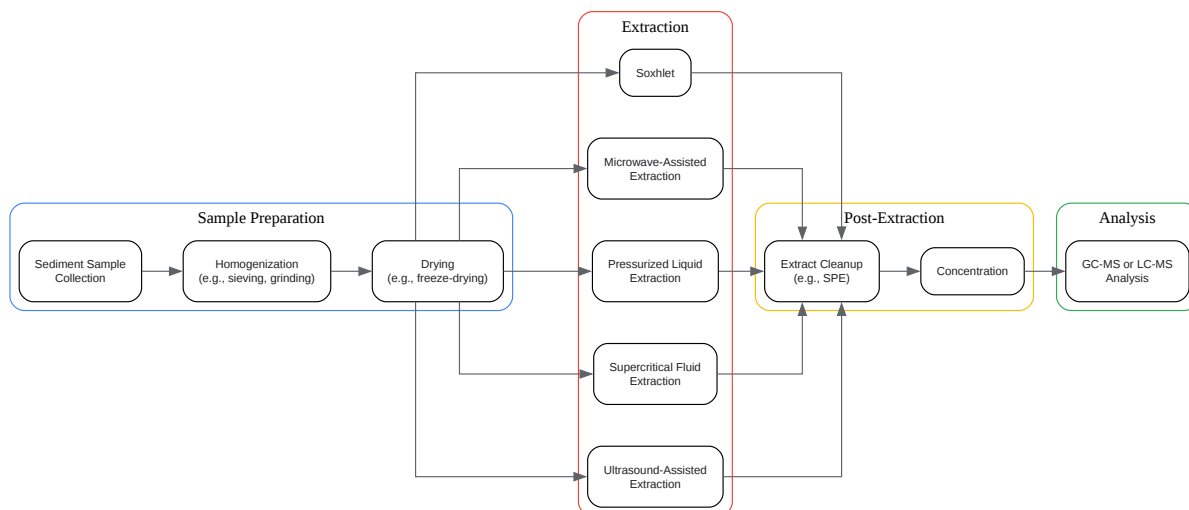 Extraction
Soxhlet
Microwave-Assisted
Extraction
Sample Preparation
Post-Extraction
Analysis
Sediment Sample
Collection
Homogenization
(e.g., sieving, grinding)
Drying
(e.g., freeze-drying)
Pressurized Liquid
Extraction
Extract Cleanup
(e.g., SPE)
Concentration
GC-MS or LC-MS
Analysis
Supercritical Fluid
Extraction
Ultrasound-Assisted
Extraction